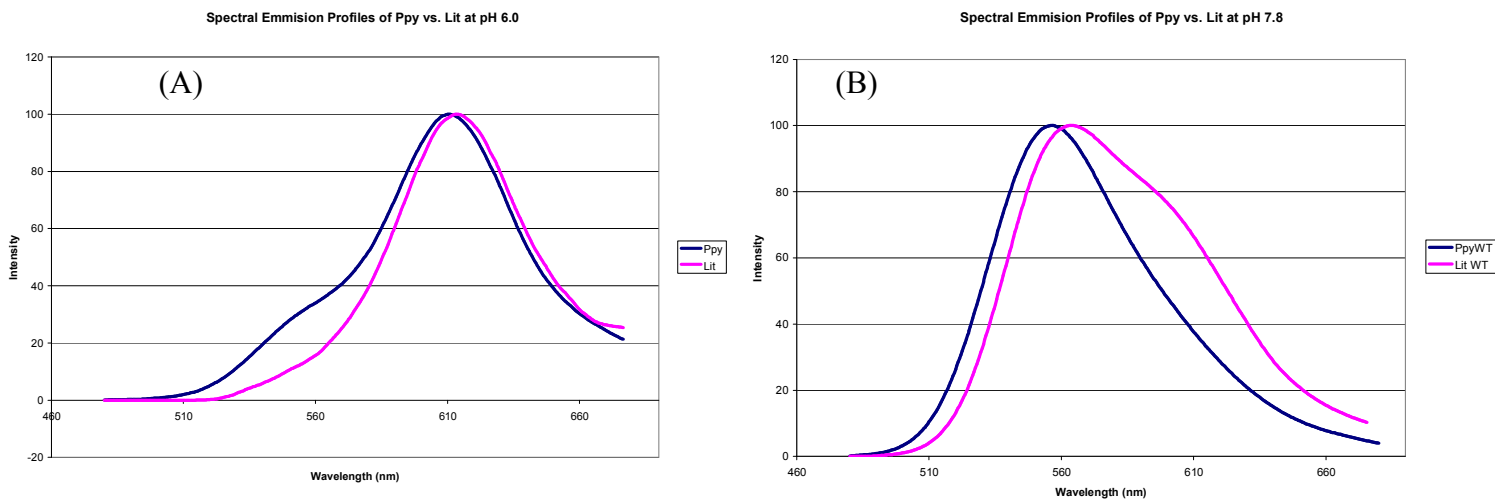 Spectral Emmision Profiles of Ppy vs. Lit at pH 6.0
(A)
120
100
80
60
40
20
0
-20
460
510
560
610
660
Intensity
Wavelength (nm)
Ppy
Lit
Spectral Emmision Profiles of Ppy vs. Lit at pH 7.8
(B)
120
100
80
60
40
20
0
460
510
560
610
660
Intensity
Wavelength (nm)
PpyWT
Lit WT